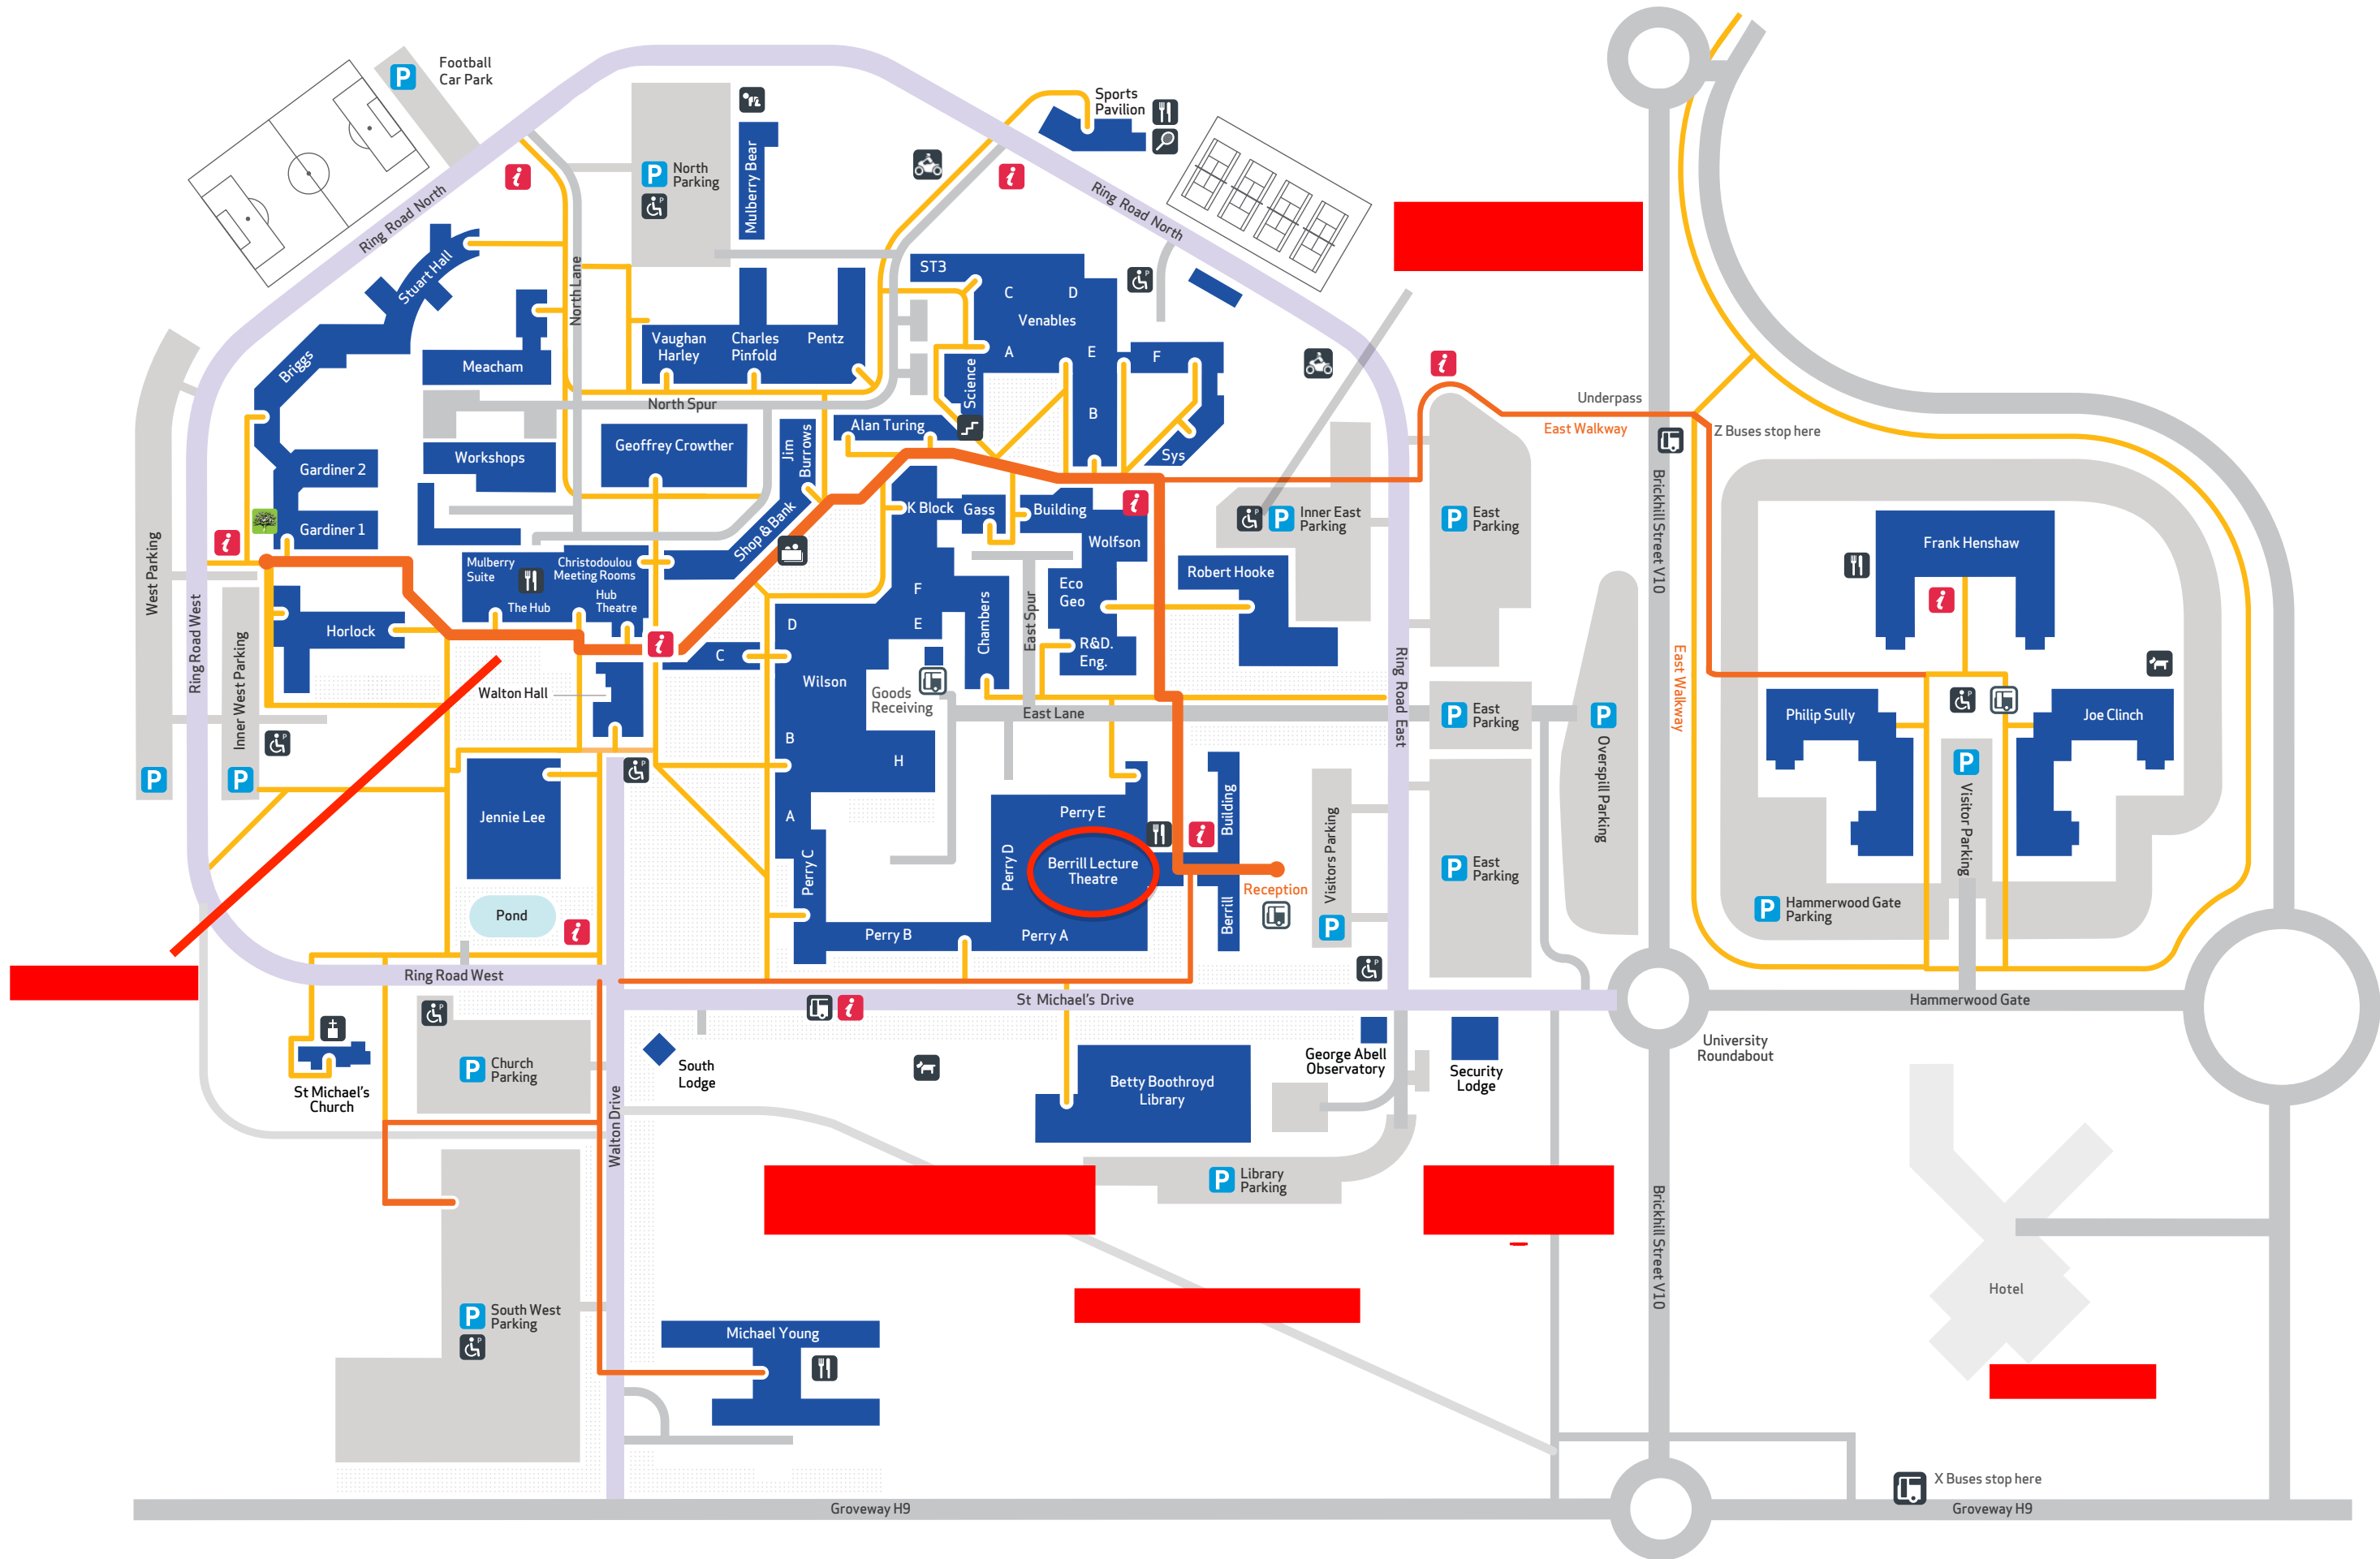 Football
Car Park
P
Sports
Pavilion
Mulberry Bear
P North
Parking
Ring Road North
Ring Road North
Stuart Hall
North Lane
ST3
C
D
Venables
A
E
F
B
Vaughan
Harley
Charles
Pinfold
Pentz
Science
Briggs
Meacham
North Spur
Underpass
East Walkway
Z Buses stop here
Alan Turing
Jim
Burrows
Geoffrey Crowther
Workshops
Sys
Gardiner 2
Gardiner 1
Shop & Bank
K Block
Gass
Building
Wolfson
P Inner East
Parking
P East
Parking
Brickhill Street V10
Frank Henshaw
West Parking
Mulberry
Suite
Christodoulou
Meeting Rooms
The Hub
Hub
Theatre
Robert Hooke
Eco
Geo
F
E
D
Chambers
East Spur
R&D.
Eng.
Horlock
Ring Road West
Inner West Parking
C
Walton Hall
Wilson
Goods
Receiving
East Lane
Ring Road East
P East
Parking
P
Overspill Parking
East Walkway
Philip Sully
Joe Clinch
P
Visitor Parking
B
H
A
P
P
Jennie Lee
Perry C
Perry D
Perry E
Berrill Lecture
Theatre
Building
Berrill
Reception
Visitors Parking
P
P East
Parking
P Hammerwood Gate
Parking
Pond
Perry B
Perry A
Ring Road West
St Michael's Drive
Hammerwood Gate
University
Roundabout
St Michael's
Church
P Church
Parking
South
Lodge
Walton Drive
Betty Boothroyd
Library
George Abell
Observatory
Security
Lodge
P Library
Parking
Brickhill Street V10
Hotel
P South West
Parking
Michael Young
X Buses stop here
Groveway H9
Groveway H9